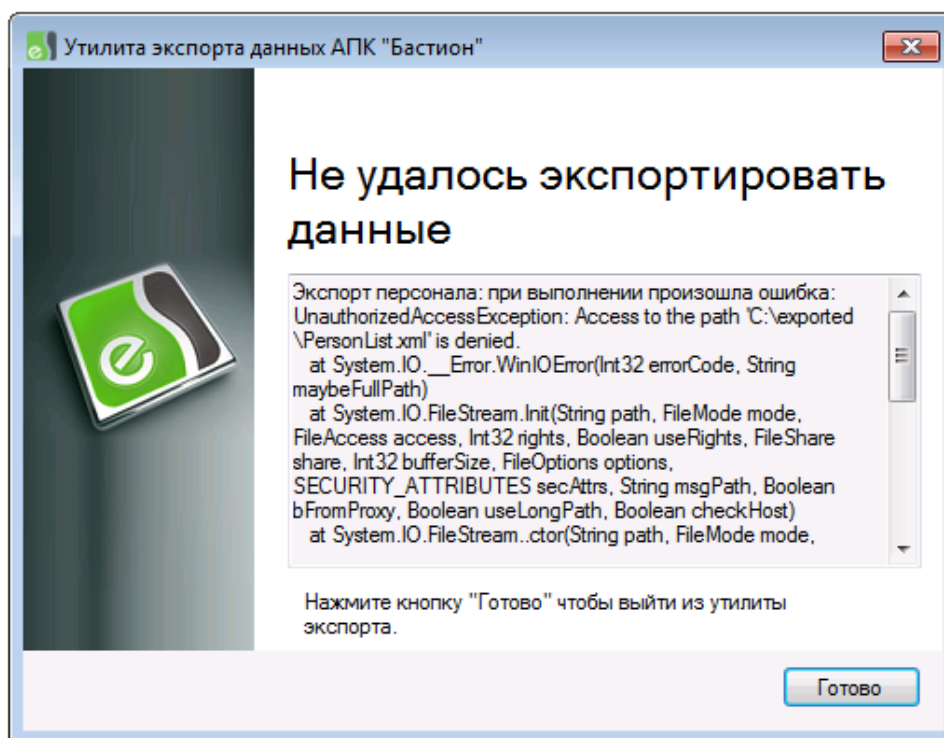 Утилита экспорта данных АПК "Бастион"
Не удалось экспортировать
данные
Экспорт персонала: при выполнении произошла ошибка:
UnauthorizedAccessException: Access to the path 'C:\exported
\PersonList.xml' is denied.
at System.IO.__Error.WinIOError(Int32 errorCode, String
maybeFullPath)
at System.IO.FileStream.Init(String path, FileMode mode,
FileAccess access, Int32 rights, Boolean useRights, FileShare
share, Int32 bufferSize, FileOptions options,
SECURITY_ATTRIBUTES secAttrs, String msgPath, Boolean
bFromProxy, Boolean useLongPath, Boolean checkHost)
at System.IO.FileStream..ctor(String path, FileMode mode,
Нажмите кнопку "Готово" чтобы выйти из утилиты
экспорта.
Готово